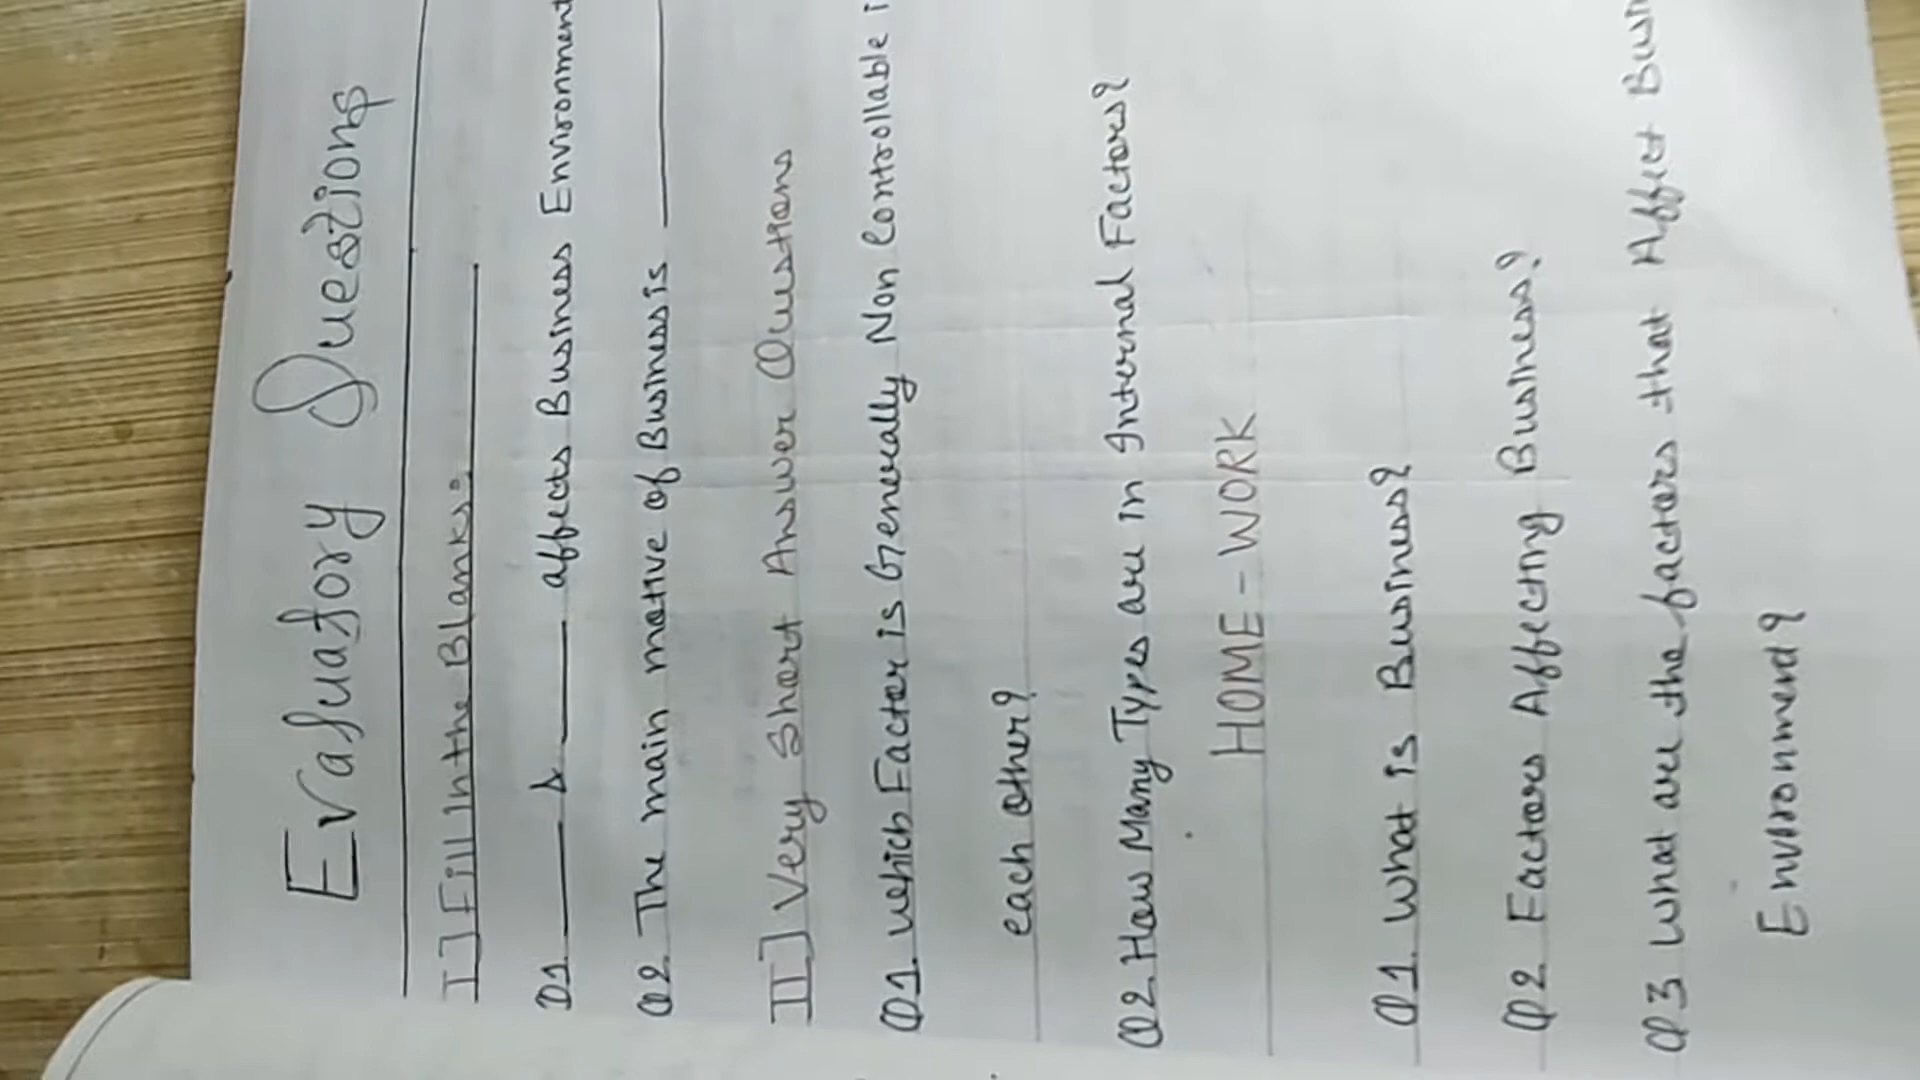 Evaluatory Questions
I] Fill In the Blanks:
Q1. ______ & ______ affects Business Environment
Q2. The main motive of Business is ______
II] Very Short Answer Questions
Q1. Which Factor is Generally Non Controllable
each other?
Q2. How Many Types are in Internal Factors?
HOME-WORK
Q1. What is Business?
Q2 Factors Affecting Business?
Q3 What are the factors that Affect
Environment?